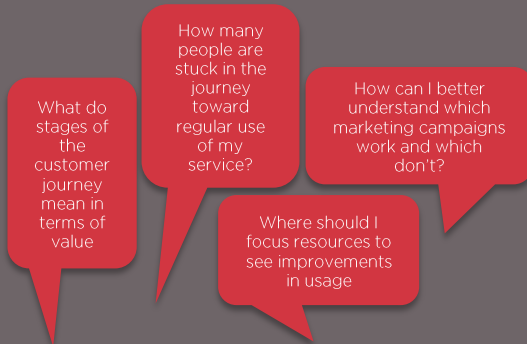 What do
stages of
the
customer
journey
mean in
terms of
value
How many
people are
stuck in the
journey
toward
regular use
of my
service?
How can I better
understand which
marketing campaigns
work and which
don't?
Where should I
focus resources to
see improvements
in usage